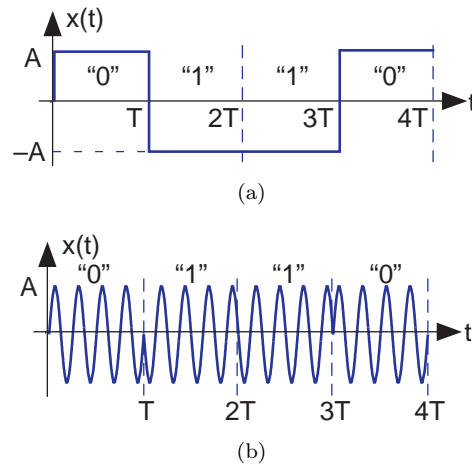 x(t)
A
“0” “1” “1” “0”
T 2T 3T 4T t
–A
(a)
x(t)
“0” “1” “1” “0”
A
t
T 2T 3T 4T
(b)